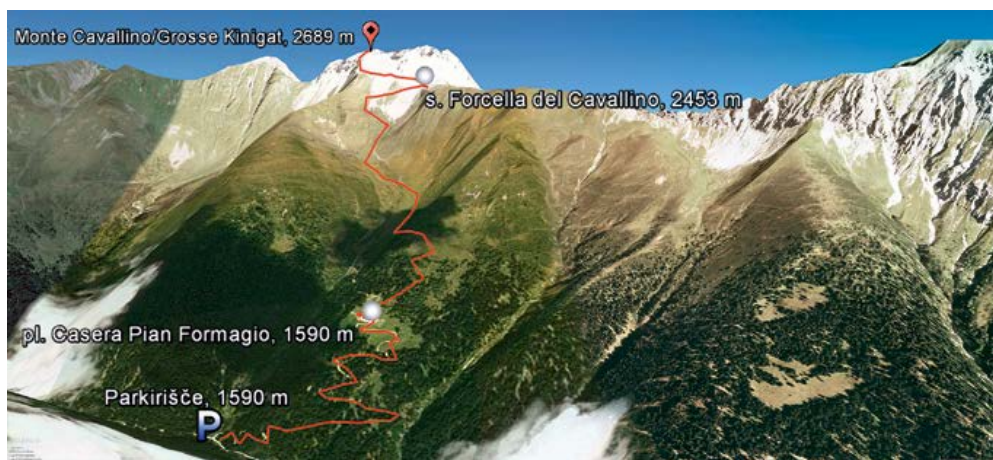 Monte Cavallino/Grosse Kinigat, 2689 m
s. Forcella del Cavallino, 2453 m
pl. Casera Pian Formagio, 1590 m
Parkirišče, 1590 m
P